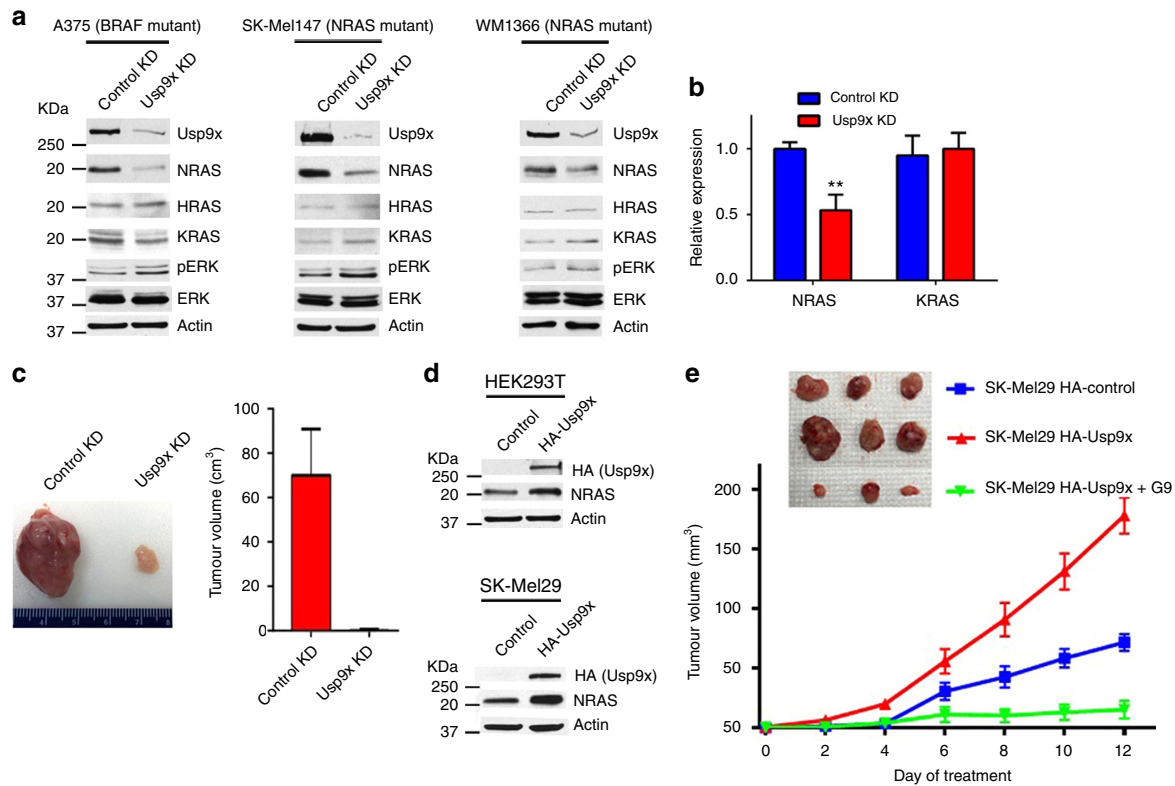 a
A375 (BRAF mutant)
SK-Mel147 (NRAS mutant)
WM1366 (NRAS mutant)
Control KD
Usp9x KD
Control KD
Usp9x KD
Control KD
Usp9x KD
KDa
250
20
20
20
37
37
37
Usp9x
NRAS
HRAS
KRAS
pERK
ERK
Actin
Usp9x
NRAS
HRAS
KRAS
pERK
ERK
Actin
Usp9x
NRAS
HRAS
KRAS
pERK
ERK
Actin
b
Control KD
Usp9x KD
Relative expression
1.0
0.5
0.0
**
NRAS
KRAS
c
Control KD
Usp9x KD
4
5
6
7
8
Tumour volume (cm³)
100
80
60
40
20
0
Control KD
Usp9x KD
d
HEK293T
Control
HA-Usp9x
KDa
250
20
37
HA (Usp9x)
NRAS
Actin
SK-Mel29
Control
HA-Usp9x
KDa
250
20
37
HA (Usp9x)
NRAS
Actin
e
SK-Mel29 HA-control
SK-Mel29 HA-Usp9x
SK-Mel29 HA-Usp9x + G9
Tumour volume (mm³)
200
150
100
50
50
0
2
4
6
8
10
12
Day of treatment